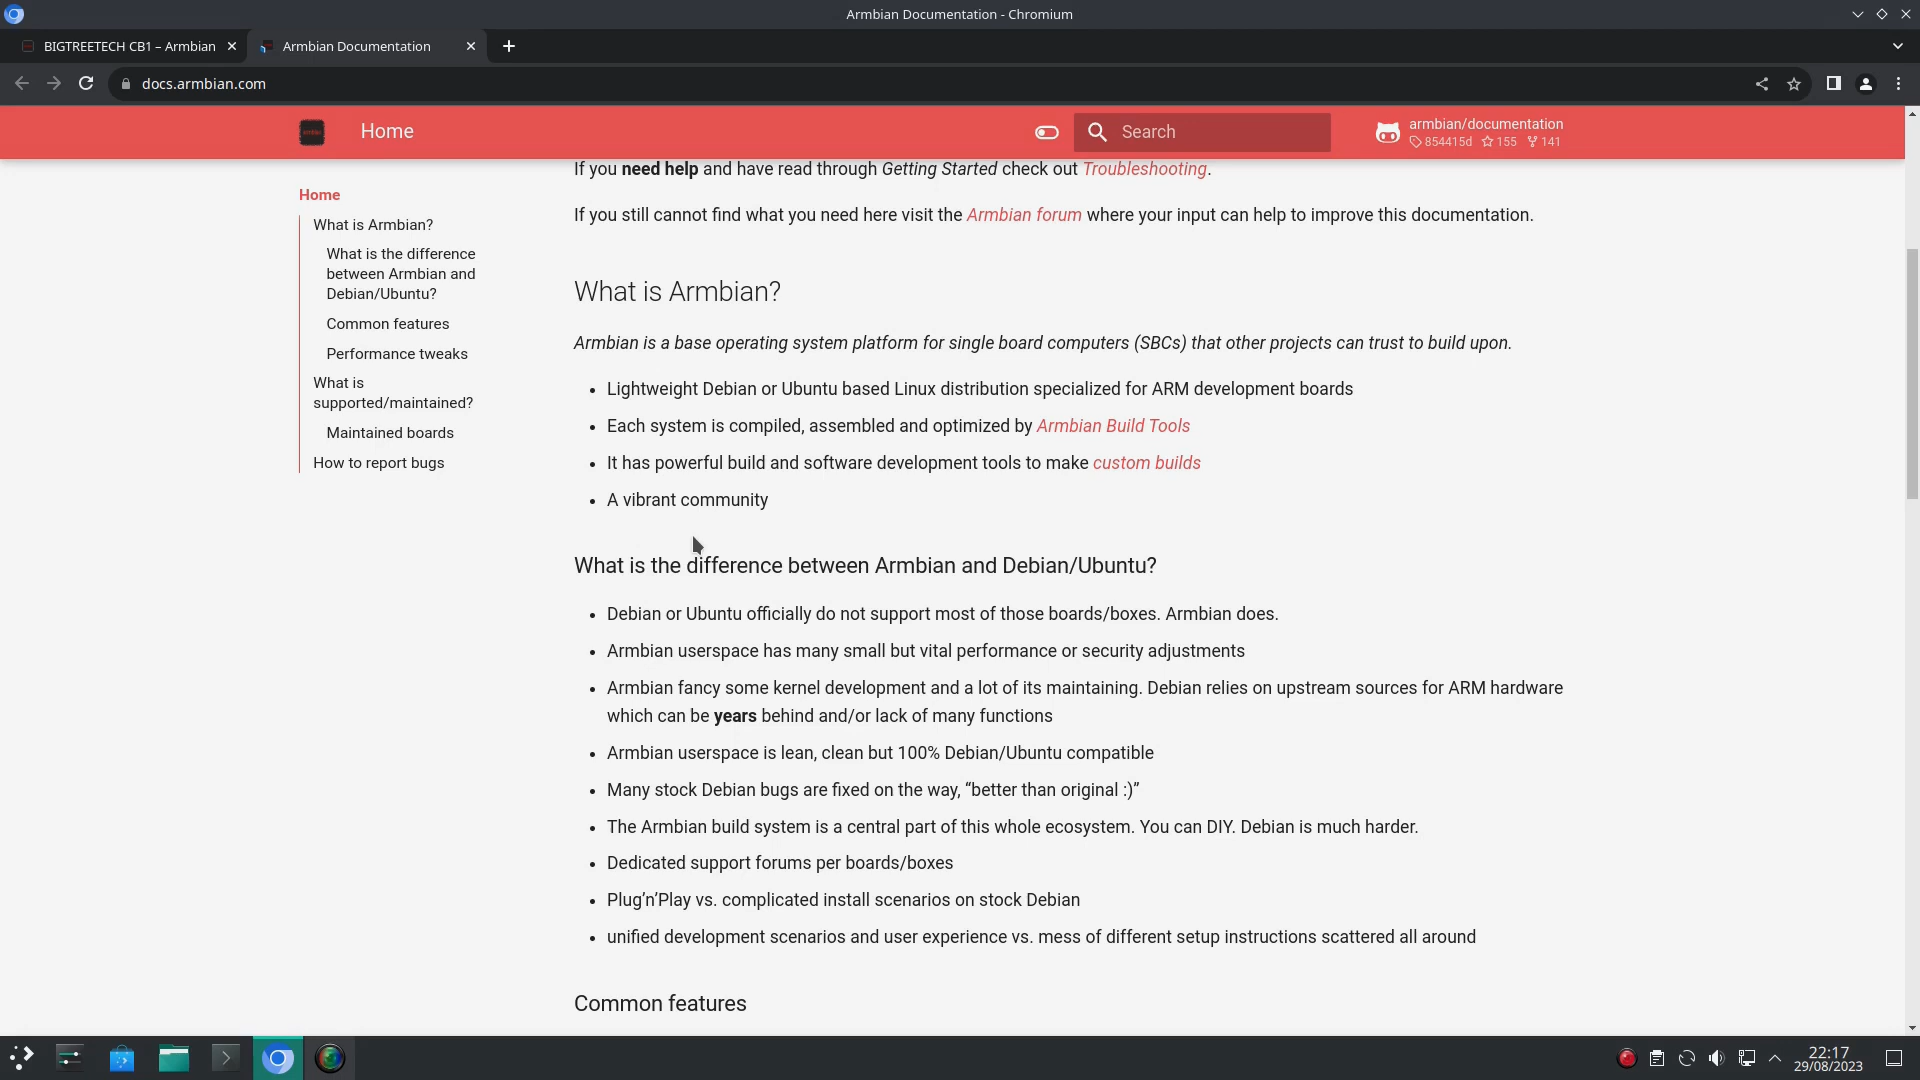 Armbian Documentation - Chromium
BIGTREETECH CB1 – Armbian
Armbian Documentation
docs.armbian.com
Home
Search
armbian/documentation
854415d 155 141
Home
What is Armbian?
What is the difference
between Armbian and
Debian/Ubuntu?
Common features
Performance tweaks
What is
supported/maintained?
Maintained boards
How to report bugs
If you need help and have read through Getting Started check out Troubleshooting.
If you still cannot find what you need here visit the Armbian forum where your input can help to improve this documentation.
What is Armbian?
Armbian is a base operating system platform for single board computers (SBCs) that other projects can trust to build upon.
• Lightweight Debian or Ubuntu based Linux distribution specialized for ARM development boards
• Each system is compiled, assembled and optimized by Armbian Build Tools
• It has powerful build and software development tools to make custom builds
• A vibrant community
What is the difference between Armbian and Debian/Ubuntu?
• Debian or Ubuntu officially do not support most of those boards/boxes. Armbian does.
• Armbian userspace has many small but vital performance or security adjustments
• Armbian fancy some kernel development and a lot of its maintaining. Debian relies on upstream sources for ARM hardware
which can be years behind and/or lack of many functions
• Armbian userspace is lean, clean but 100% Debian/Ubuntu compatible
• Many stock Debian bugs are fixed on the way, “better than original :)”
• The Armbian build system is a central part of this whole ecosystem. You can DIY. Debian is much harder.
• Dedicated support forums per boards/boxes
• Plug’n’Play vs. complicated install scenarios on stock Debian
• unified development scenarios and user experience vs. mess of different setup instructions scattered all around
Common features
22:17
29/08/2023